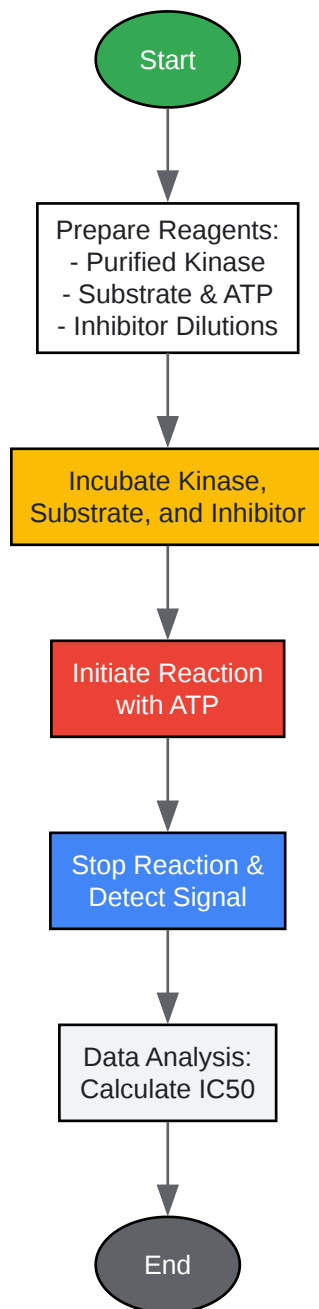 Start
Prepare Reagents:
- Purified Kinase
- Substrate & ATP
- Inhibitor Dilutions
Incubate Kinase,
Substrate, and Inhibitor
Initiate Reaction
with ATP
Stop Reaction &
Detect Signal
Data Analysis:
Calculate IC50
End